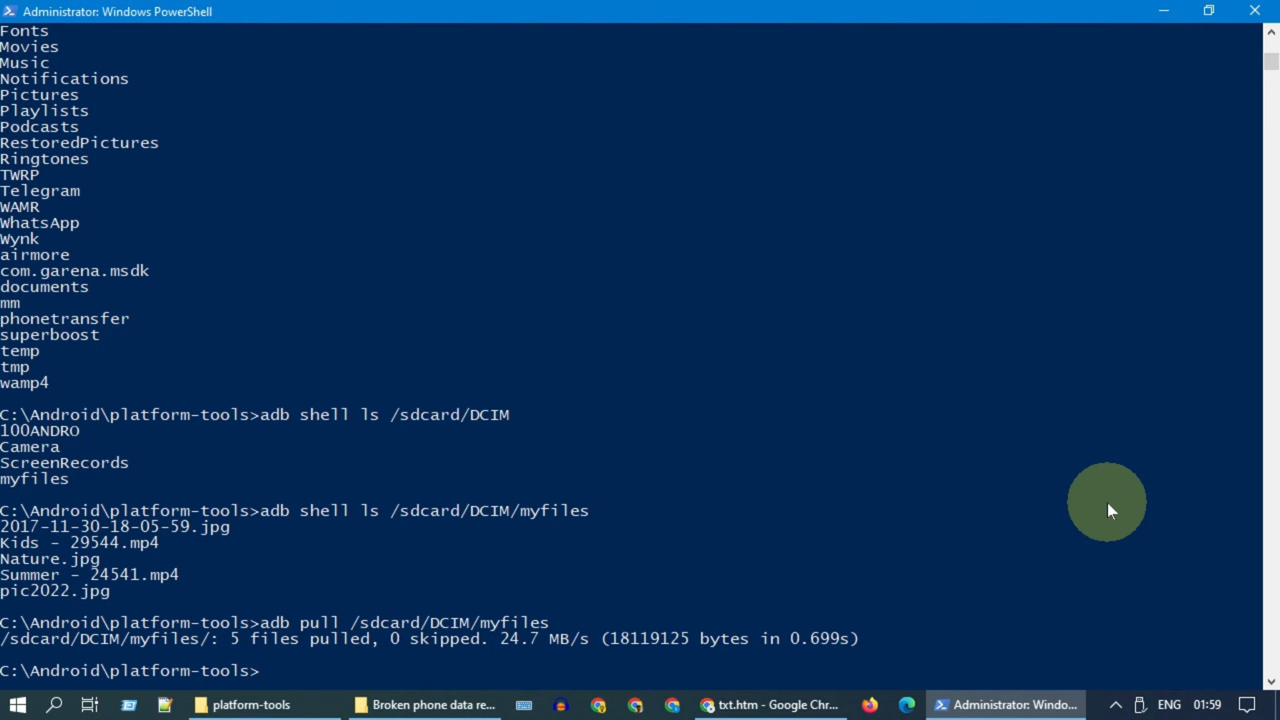 Administrator: Windows PowerShell
Fonts
Movies
Music
Notifications
Pictures
Playlists
Podcasts
RestoredPictures
Ringtones
TWRP
Telegram
WAMR
WhatsApp
Wynk
airmore
com.garena.msdk
documents
mm
phonetransfer
superboost
temp
tmp
wamp4
C:\Android\platform-tools>adb shell ls /sdcard/DCIM
100ANDRO
Camera
ScreenRecords
myfiles
C:\Android\platform-tools>adb shell ls /sdcard/DCIM/myfiles
2017-11-30-18-05-59.jpg
Kids - 29544.mp4
Nature.jpg
Summer - 24541.mp4
pic2022.jpg
C:\Android\platform-tools>adb pull /sdcard/DCIM/myfiles
/sdcard/DCIM/myfiles/: 5 files pulled, 0 skipped. 24.7 MB/s (18119125 bytes in 0.699s)
C:\Android\platform-tools>
platform-tools Broken phone data re... txt.htm - Google Chr... Administrator: Windo... ENG 01:59